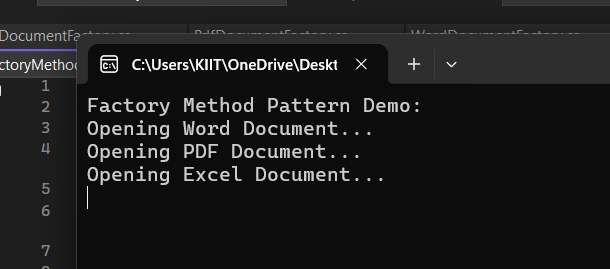 DocumentFactory.cs
PdfDocumentFactory.cs
WordDocumentFactory.cs
ctoryMetho
C:\Users\KIIT\OneDrive\Deskt
1
2
3
4
5
6
7
Factory Method Pattern Demo:
Opening Word Document...
Opening PDF Document...
Opening Excel Document...